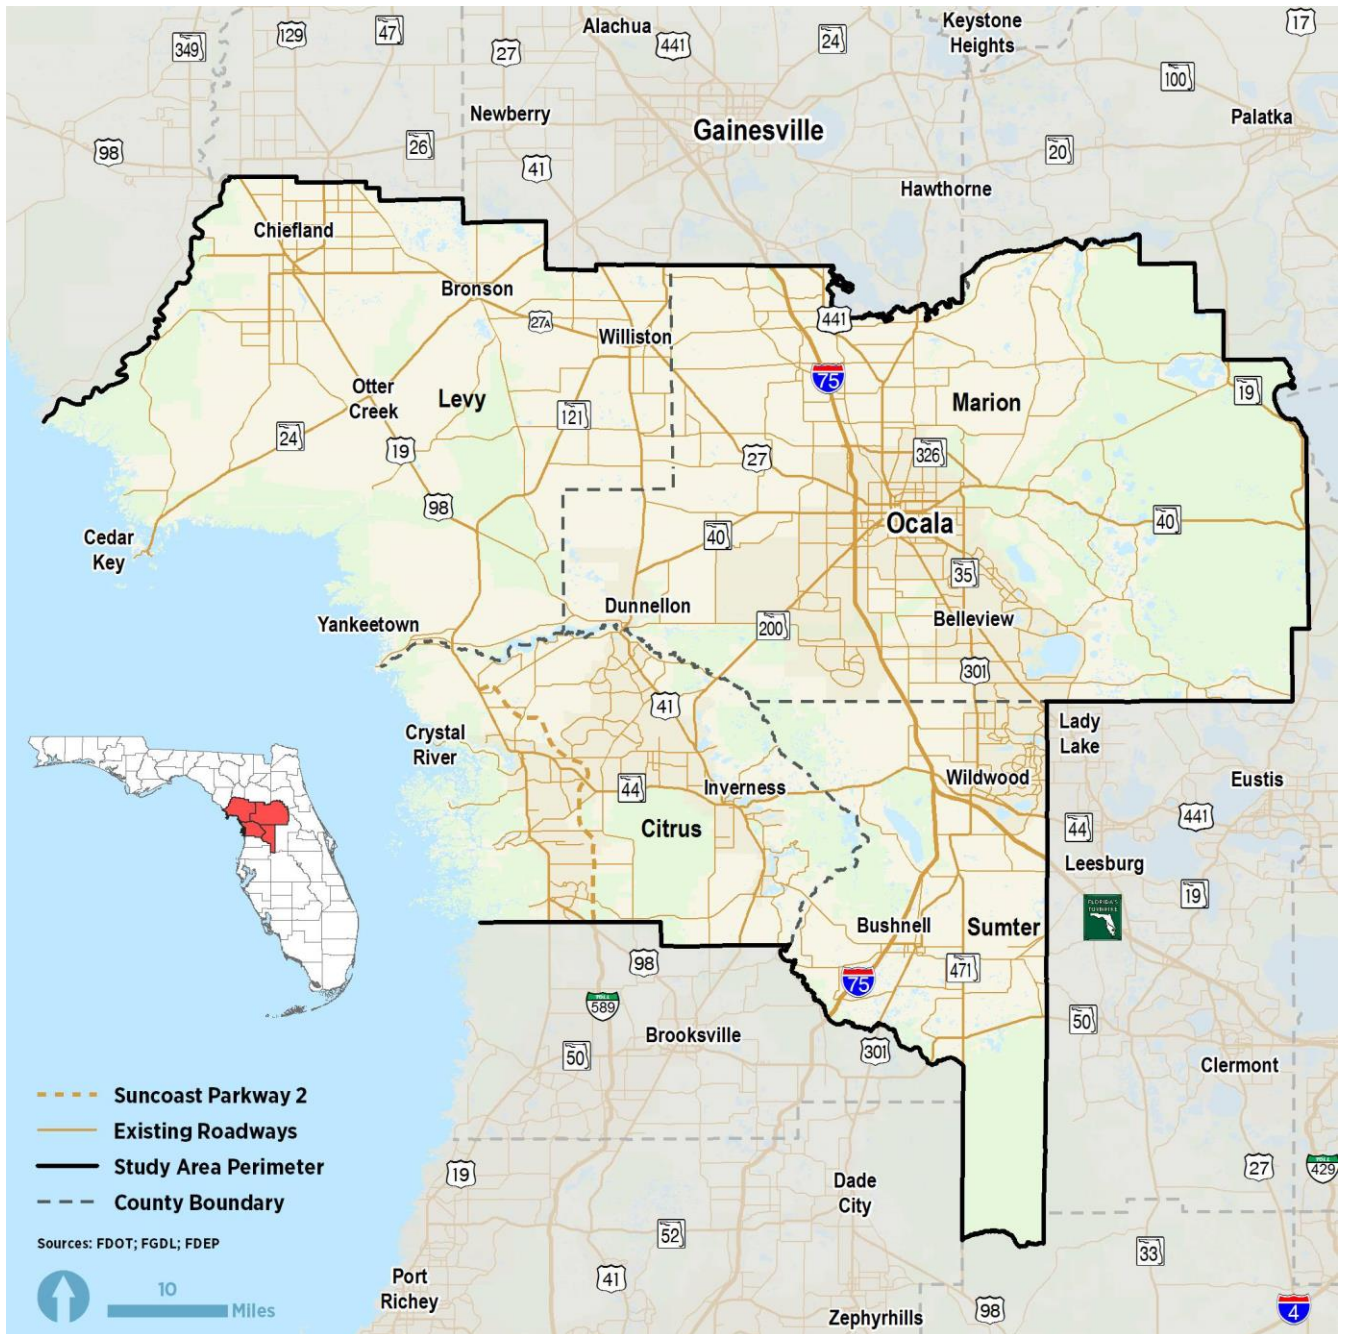 Alachua
Keystone
Heights
17
349
129
47
27
441
24
100
Newberry
Gainesville
Palatka
98
26
41
20
Hawthorne
Chiefland
Bronson
27A
Williston
441
75
Otter
Creek
Levy
121
Marion
19
24
19
27
326
98
Cedar
Key
40
Ocala
40
35
Yankeetown
Dunnellon
200
Belleview
301
41
Crystal
River
Lady
Lake
44
Inverness
Wildwood
Eustis
Citrus
44
441
Leesburg
19
FLORIDA'S
TURNPIKE
Bushnell
Sumter
98
75
471
TOLL
589
Brooksville
50
301
50
Clermont
Suncoast Parkway 2
Existing Roadways
Study Area Perimeter
County Boundary
Sources: FDOT; FGDL; FDEP
10
Miles
19
Dade
City
27
TOLL
429
52
33
Port
Richey
41
Zephyrhills
98
4